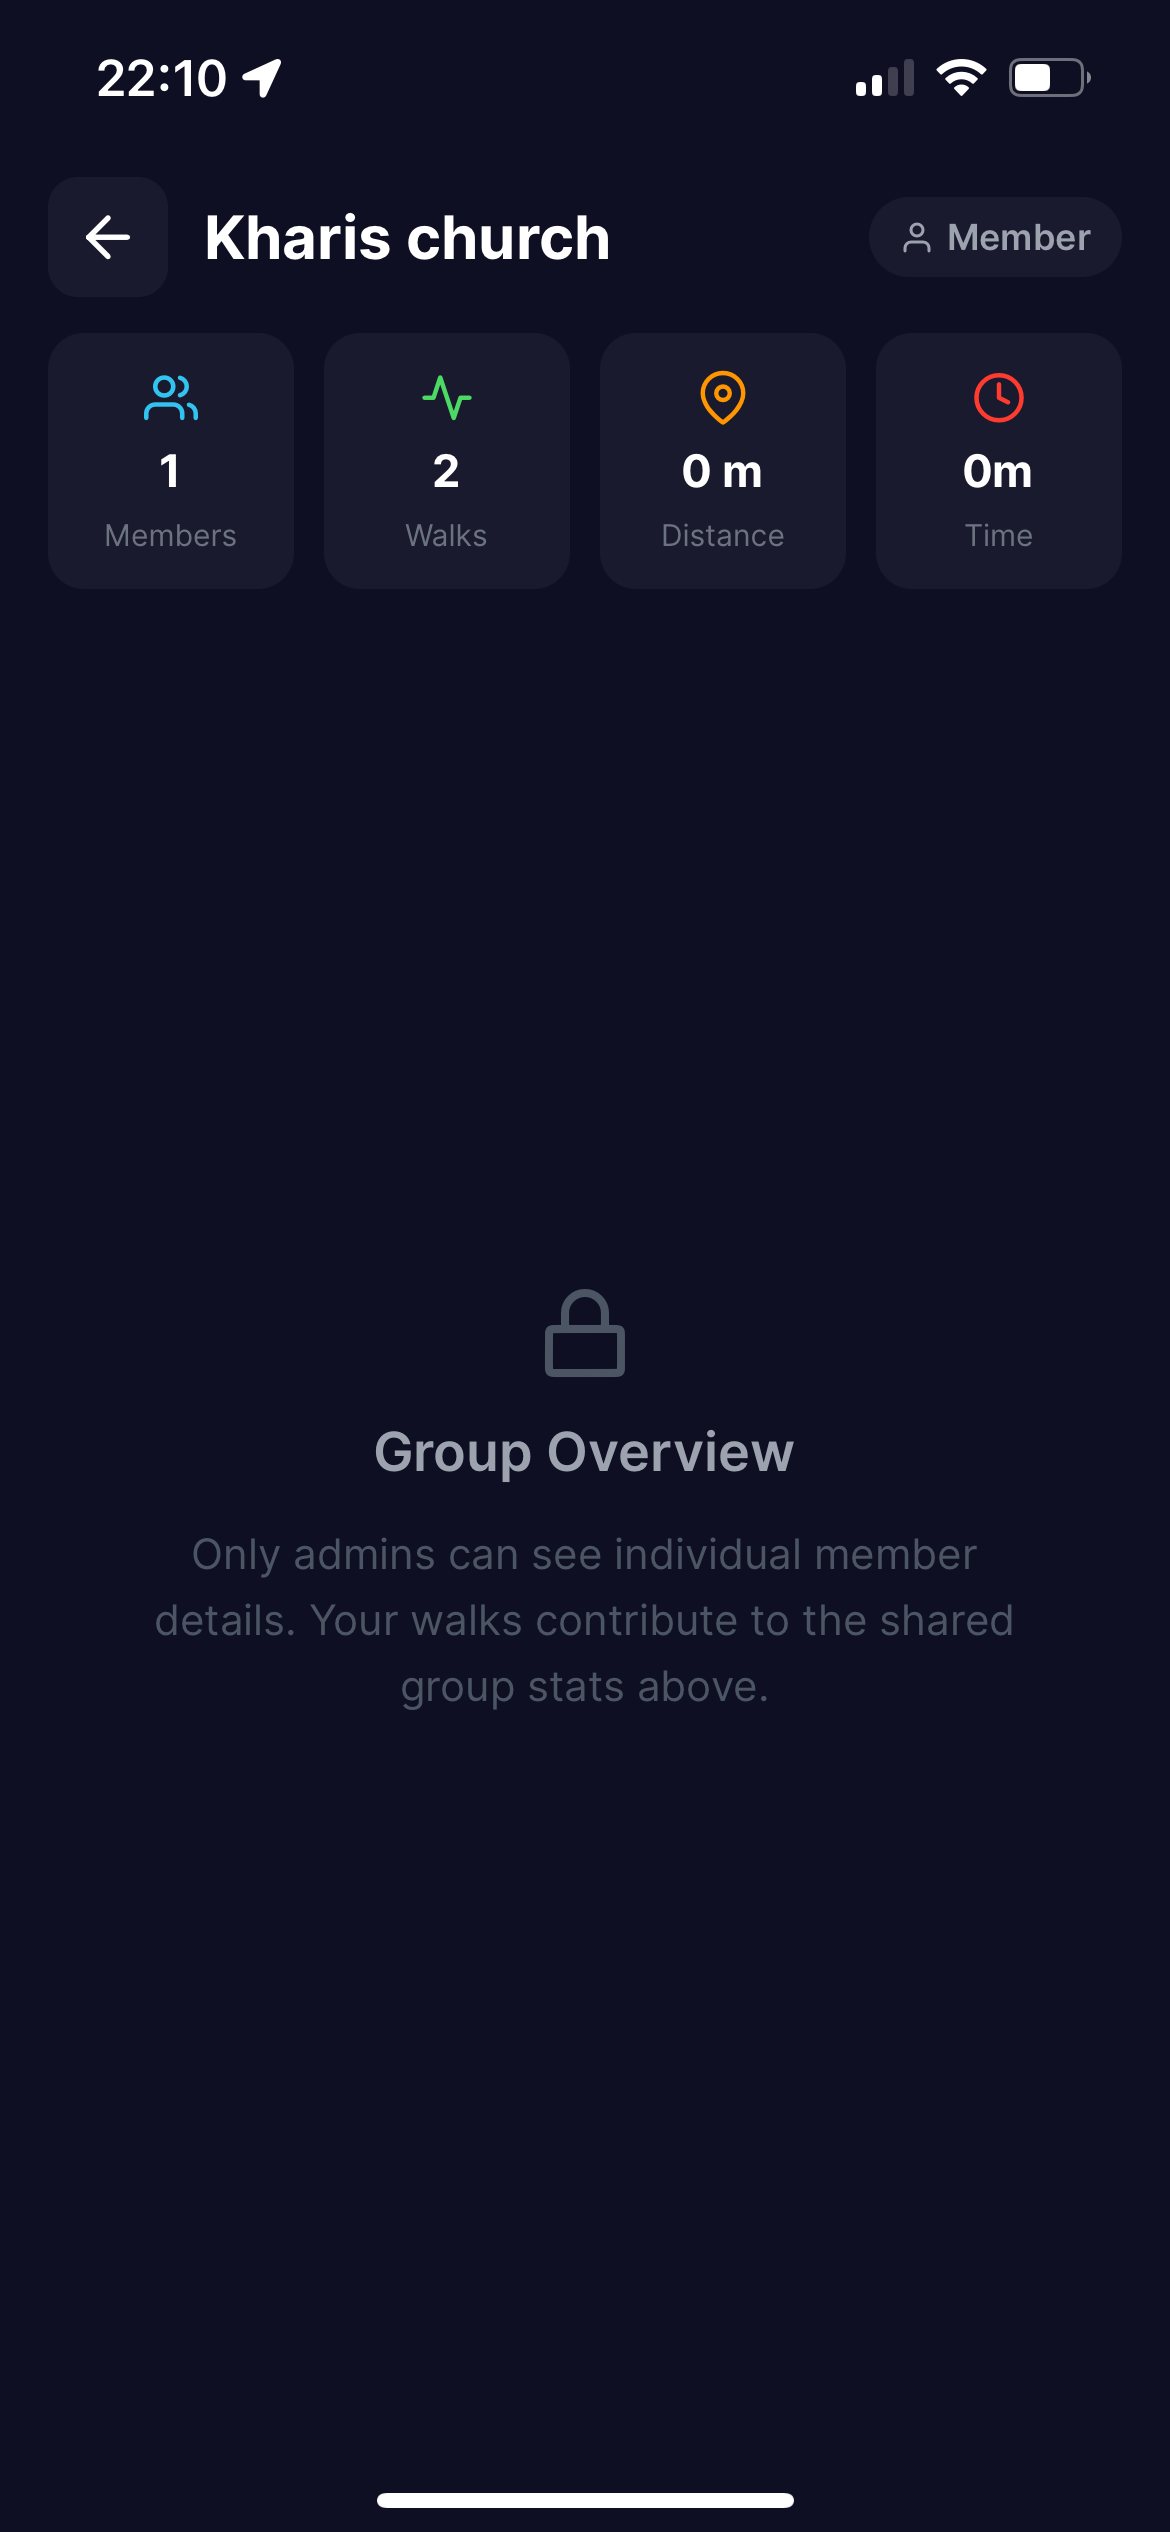 22:10
Kharis church
Member
1
Members
2
Walks
0 m
Distance
0m
Time
Group Overview
Only admins can see individual member
details. Your walks contribute to the shared
group stats above.